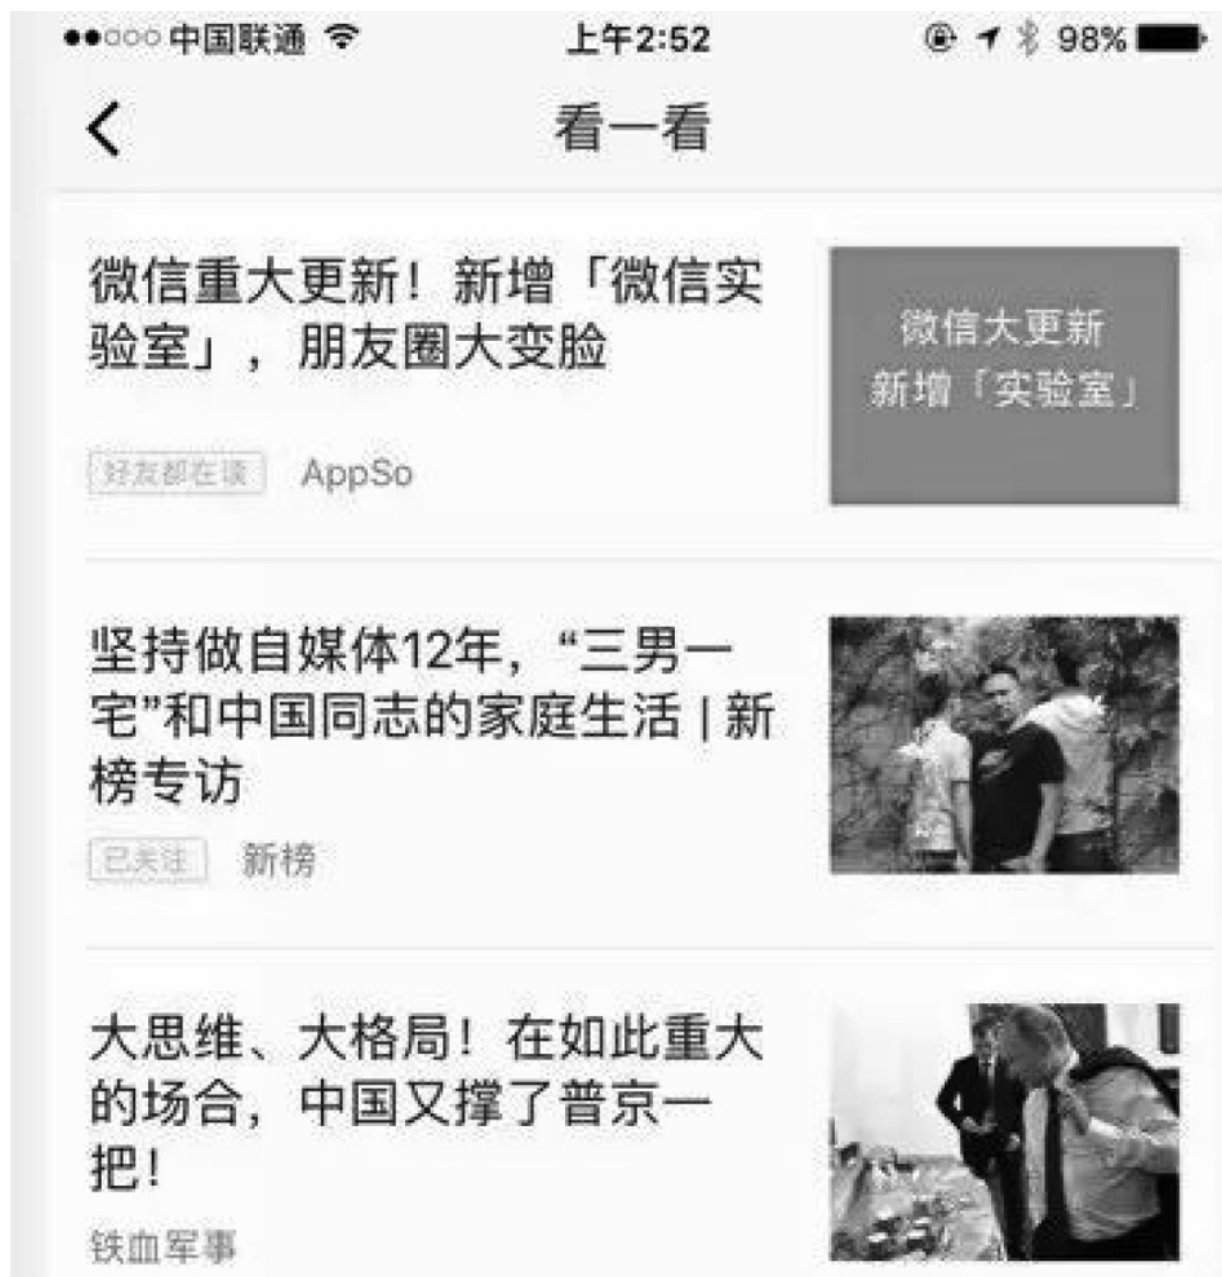 中国联通
上午2:52
98%
看一看
微信重大更新！新增「微信实
验室」，朋友圈大变脸
好友都在读 AppSo
微信大更新
新增「实验室」
坚持做自媒体12年，“三男一
宅”和中国同志的家庭生活 | 新
榜专访
已关注 新榜
大思维、大格局！在如此重大
的场合，中国又撑了普京一
把！
铁血军事